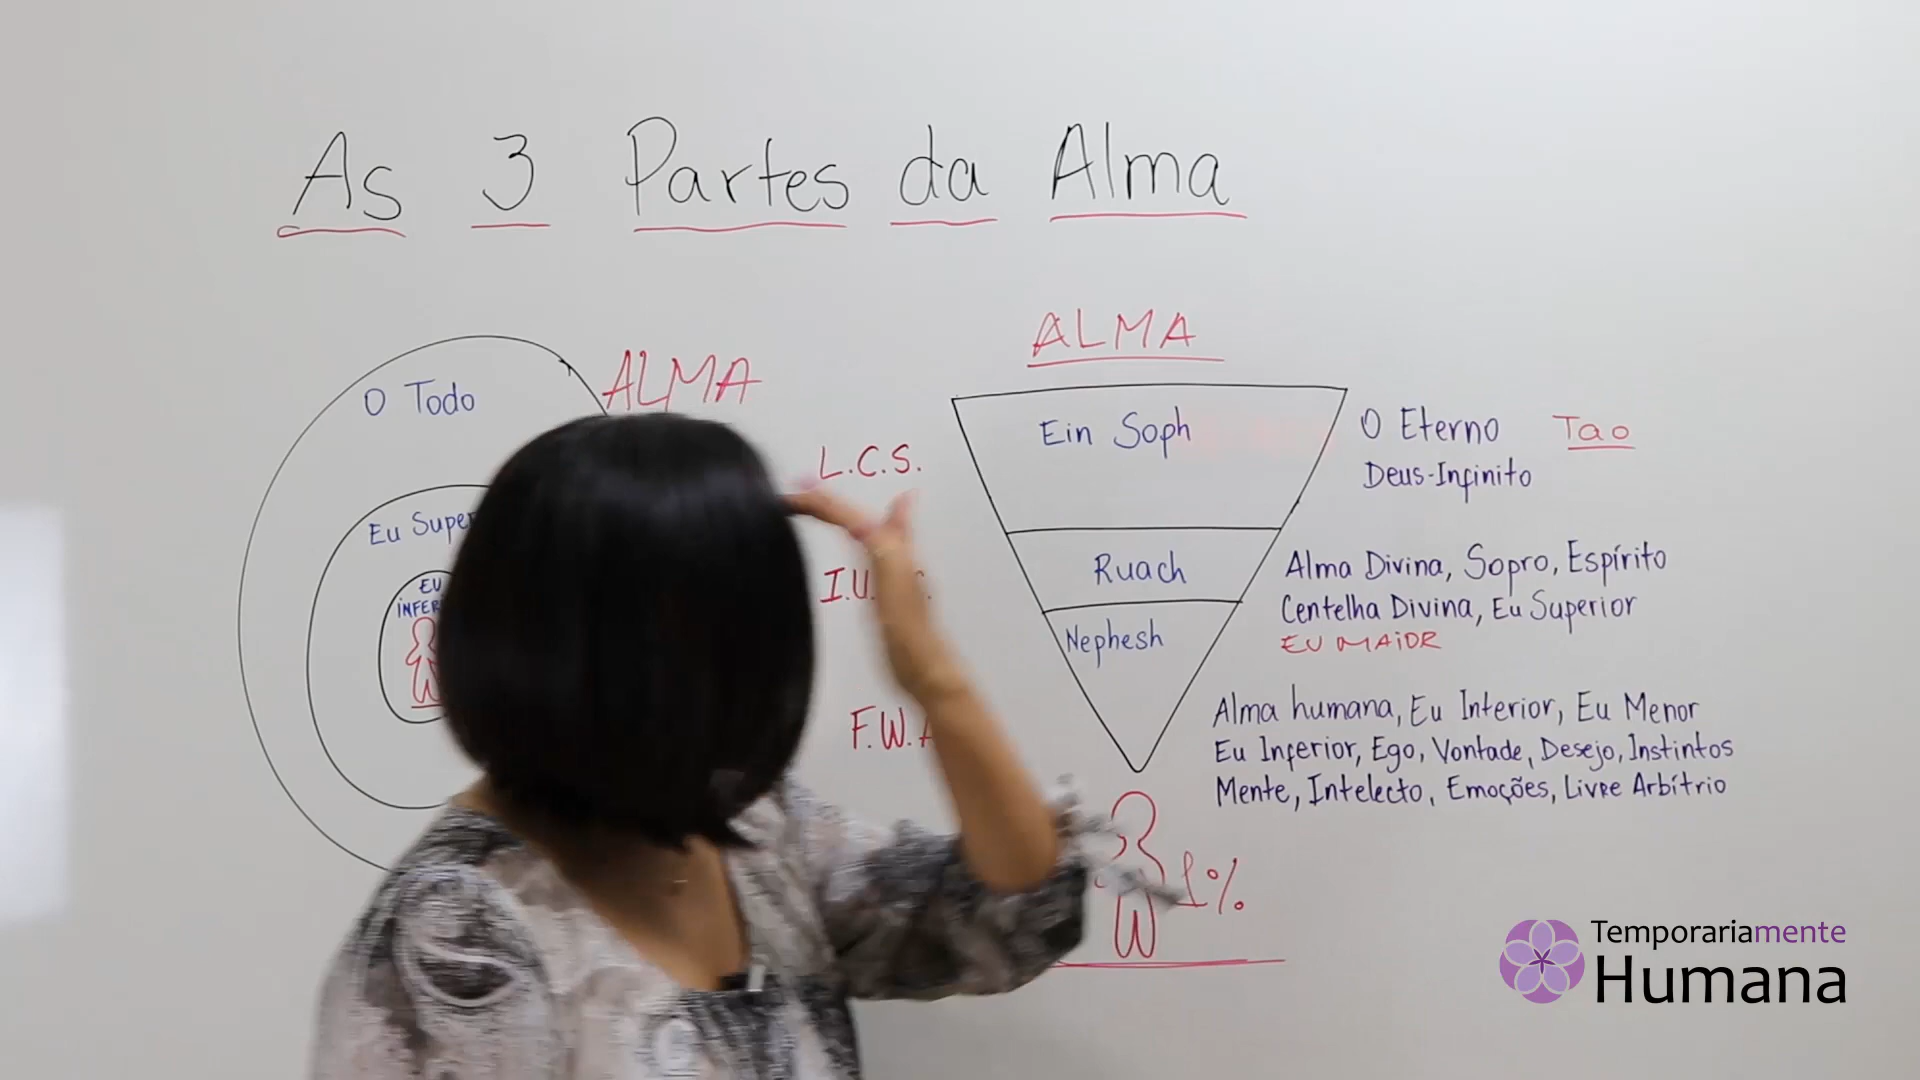 As 3 Partes da Alma
O Todo
ALMA
Eu
EU
L.C.S.
I.U.
F.W.
ALMA
Ein Soph
Ruach
Nephesh
O Eterno Tao
Deus-Infinito
Alma Divina, Sopro, Espírito
Centelha Divina, Eu Superior
EU MAiOR
Alma humana, Eu Interior, Eu Menor
Eu Inferior, Ego, Vontade, Desejo, Instintos
Mente, Intelecto, Emoções, Livre Arbítrio
1%
Temporariamente
Humana